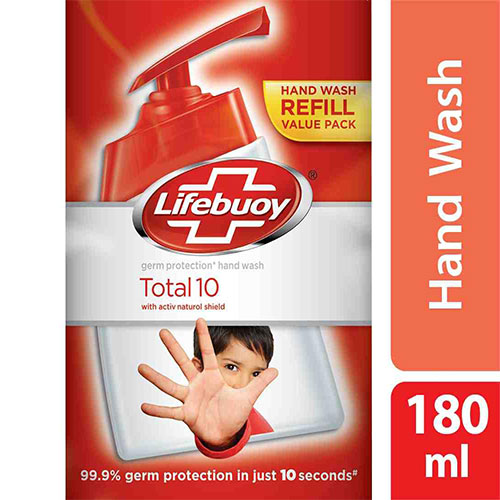 HAND WASH
REFILL
VALUE PACK
Lifebuoy
®
germ protection* hand wash
Total 10
with activ naturol shield
99.9% germ protection in just 10 seconds#
Hand Wash
180
ml